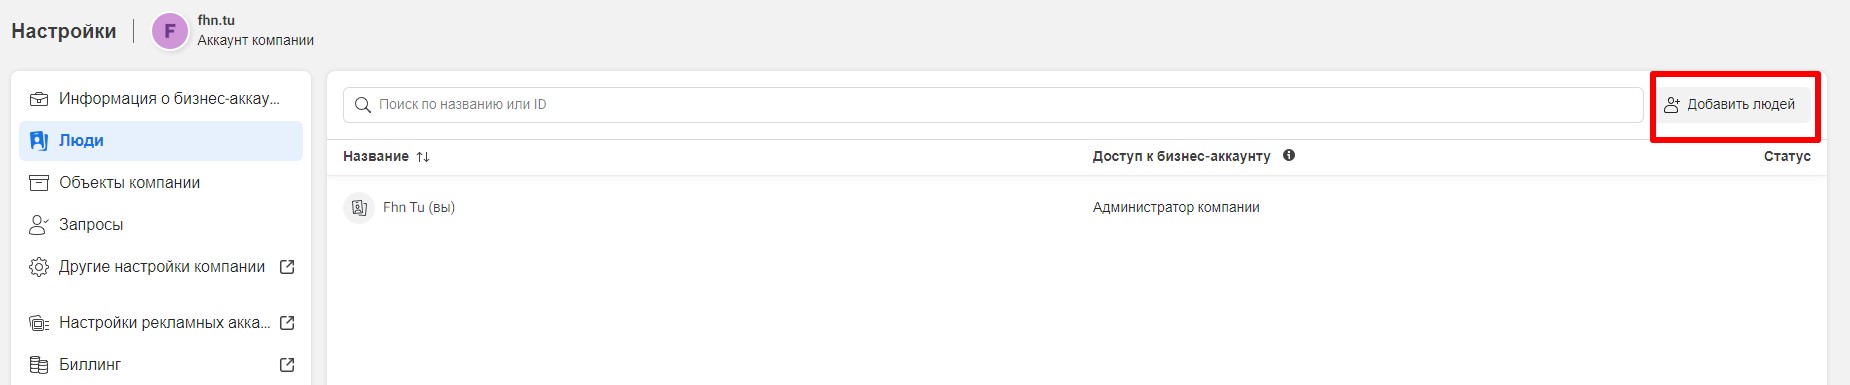 Настройки
F
fhn.tu
Аккаунт компании
Информация о бизнес-аккау...
Люди
Объекты компании
Запросы
Другие настройки компании
Настройки рекламных акка...
Биллинг
Поиск по названию или ID
Добавить людей
Название
Доступ к бизнес-аккаунту
Статус
Fhn Tu (вы)
Администратор компании